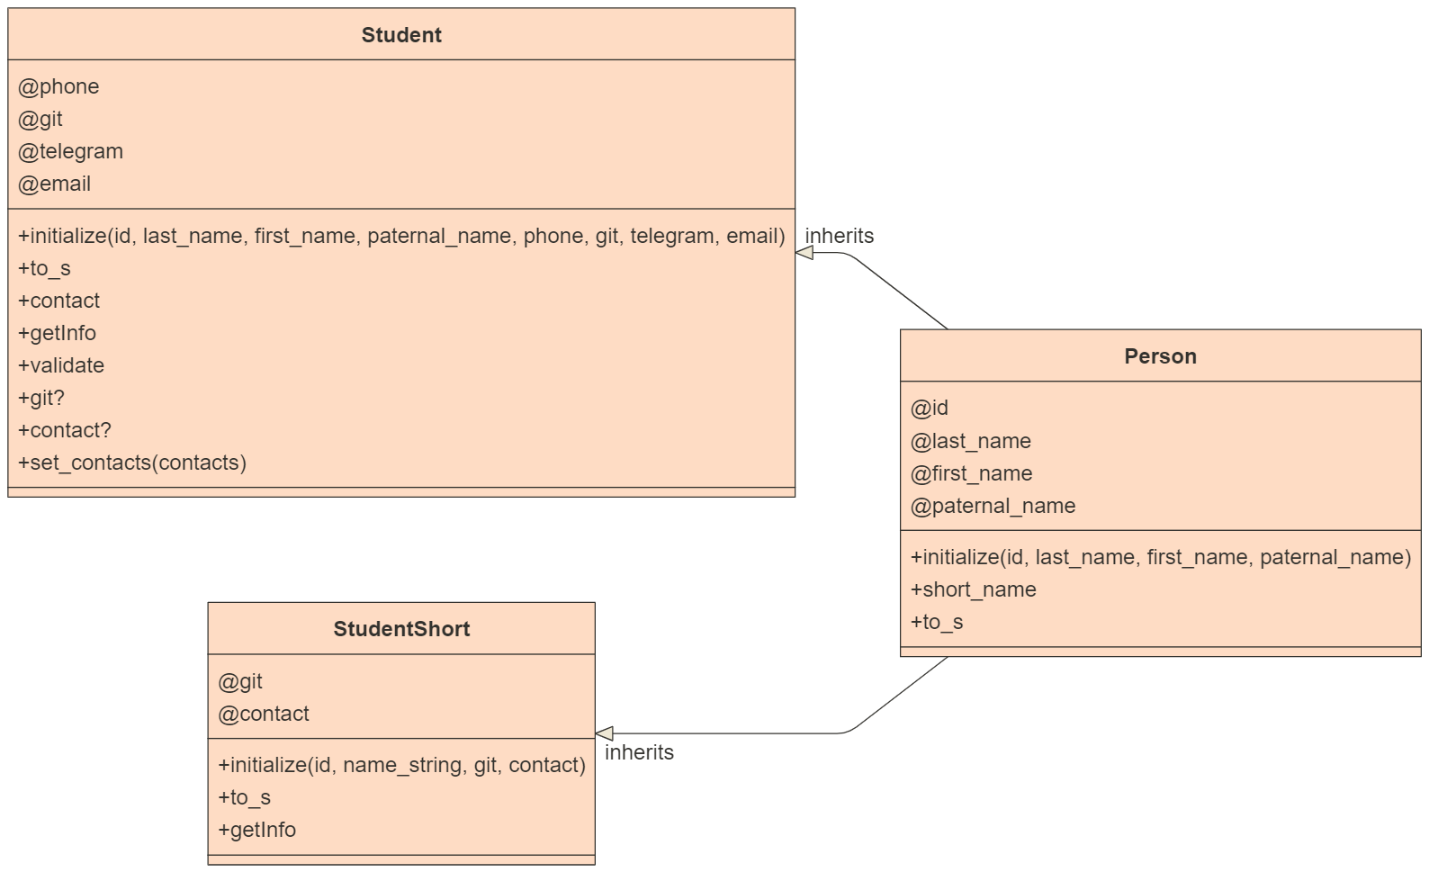 Student
@phone
@git
@telegram
@email
+initialize(id, last_name, first_name, paternal_name, phone, git, telegram, email)
+to_s
+contact
+getInfo
+validate
+git?
+contact?
+set_contacts(contacts)
inherits
Person
@id
@last_name
@first_name
@paternal_name
+initialize(id, last_name, first_name, paternal_name)
+short_name
+to_s
StudentShort
@git
@contact
+initialize(id, name_string, git, contact)
+to_s
+getInfo
inherits